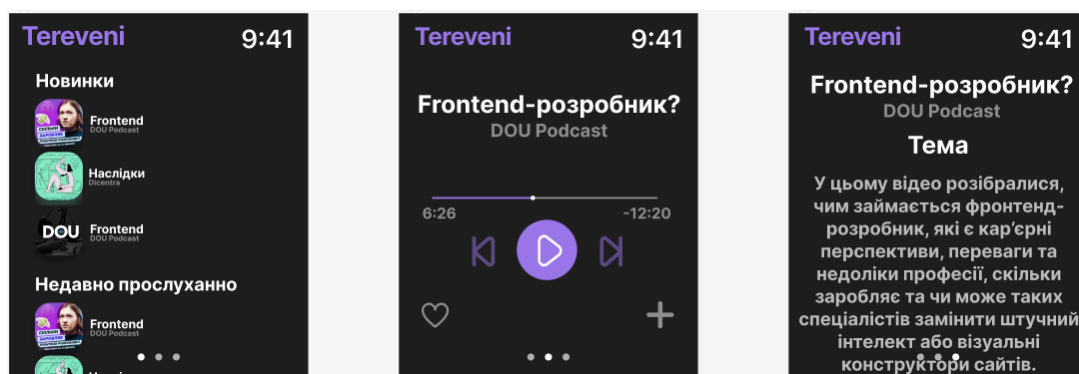 Tereveni
9:41
Новинки
Frontend
DOU Podcast
Наслідки
Dicentra
DOU
Frontend
DOU Podcast
Недавно прослуханно
Frontend
DOU Podcast
Tereveni
9:41
Frontend-розробник?
DOU Podcast
6:26
-12:20
Tereveni
9:41
Frontend-розробник?
DOU Podcast
Тема
У цьому відео розібралися,
чим займається фронтенд-
розробник, які є кар’єрні
перспективи, переваги та
недоліки професії, скільки
заробляє та чи може таких
спеціалістів замінити штучний
інтелект або візуальні
конструктори сайтів.